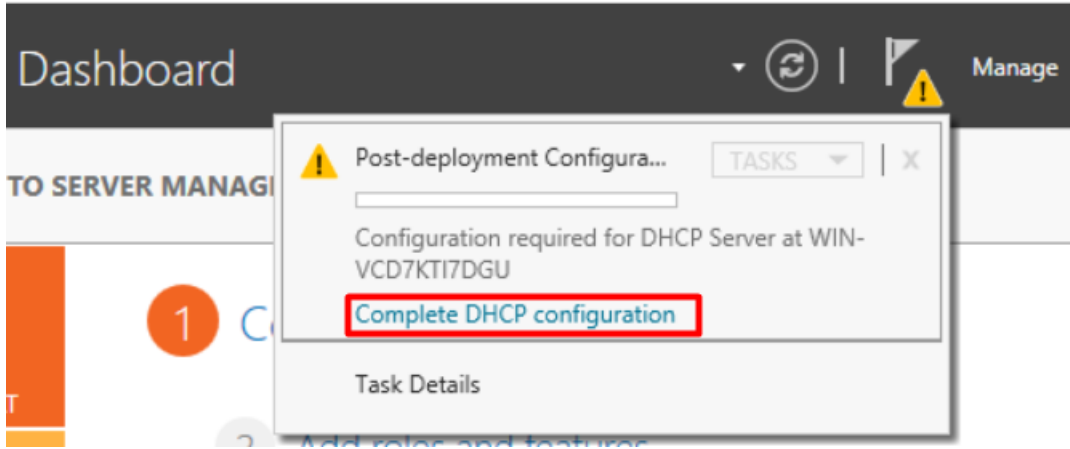 Dashboard
Manage
Post-deployment Configura...
TASKS
X
TO SERVER MANAG
Configuration required for DHCP Server at WIN-
VCD7KTI7DGU
1
Complete DHCP configuration
T
Task Details
2 Add roles and features